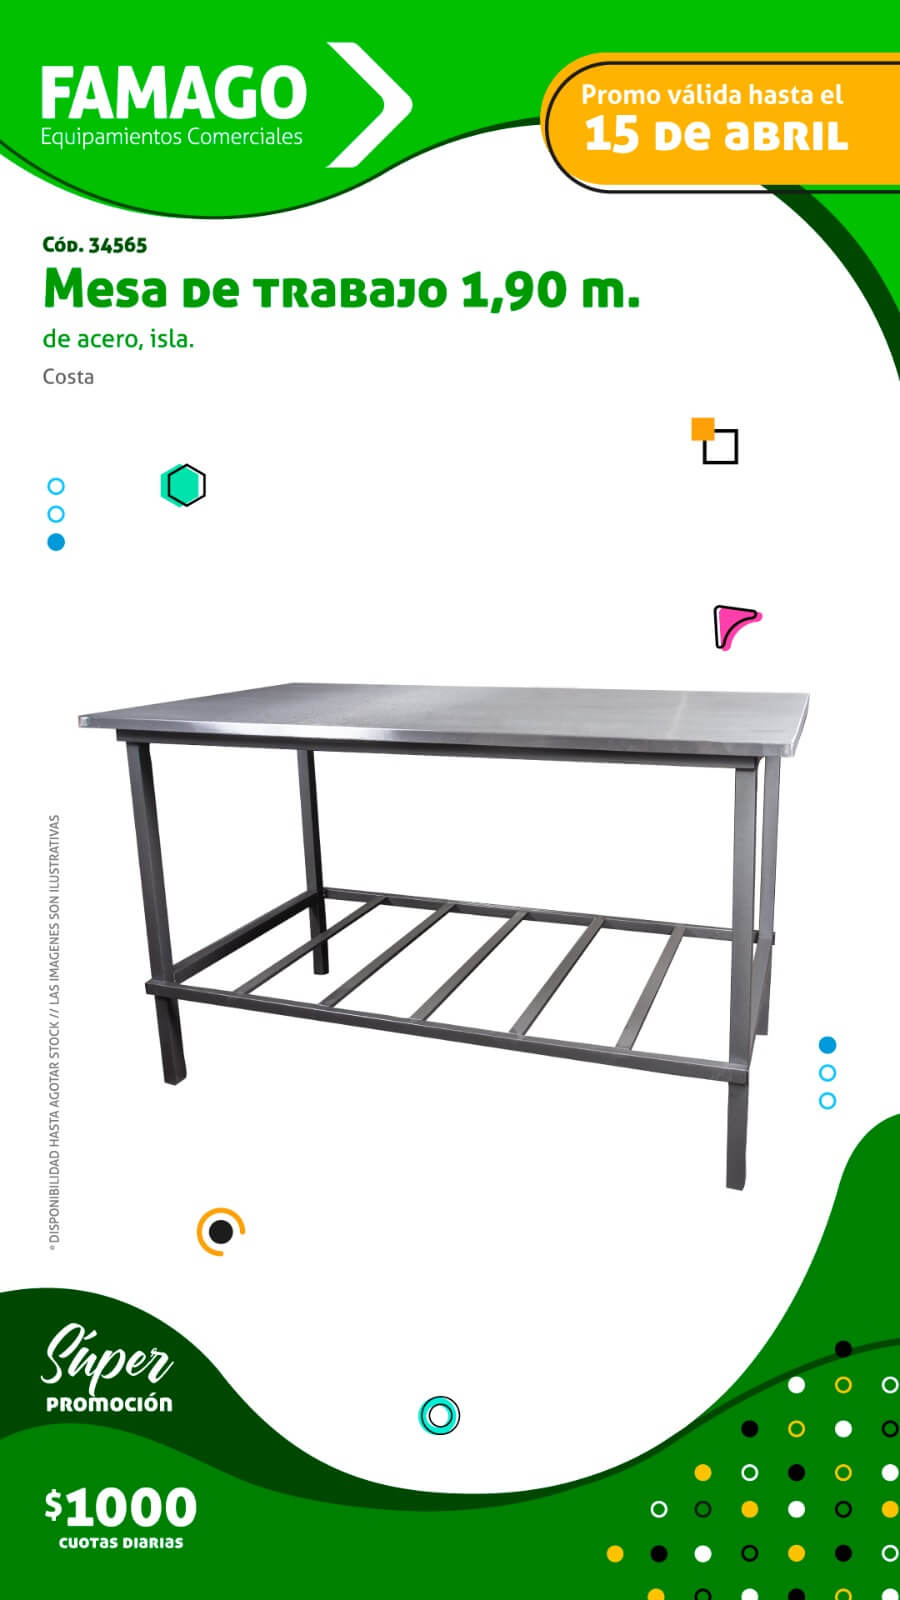 FAMAGO
Equipamientos Comerciales
Promo válida hasta el
15 de abril
Cód. 34565
Mesa de trabajo 1,90 m.
de acero, isla.
Costa
*DISPONIBILIDAD HASTA AGOTAR STOCK // LAS IMAGENES SON ILUSTRATIVAS
Súper
PROMOCIÓN
$1000
CUOTAS DIARIAS